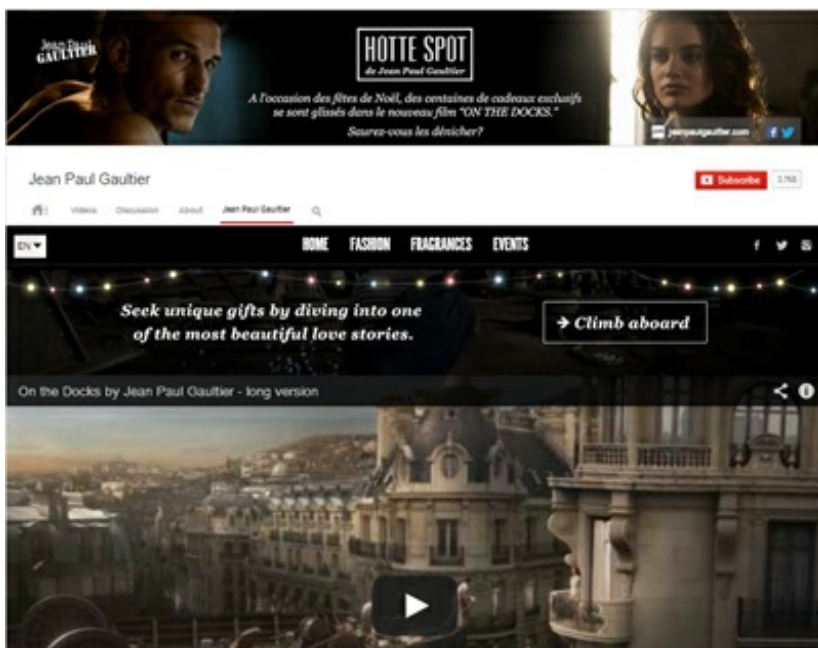 Jean Paul
GAULTIER
HOTTE SPOT
de Jean Paul Gaultier
A l'occasion des fêtes de Noël, des centaines de cadeaux exclusifs
se sont glissés dans le nouveau film "ON THE DOCKS."
Saurez-vous les dénicher?
jeanpaulgaultier.com
Jean Paul Gaultier
Subscribe
Videos Discussion About Jean Paul Gaultier
EN
HOME FASHION FRAGRANCES EVENTS
Seek unique gifts by diving into one
of the most beautiful love stories.
Climb aboard
On the Docks by Jean Paul Gaultier - long version